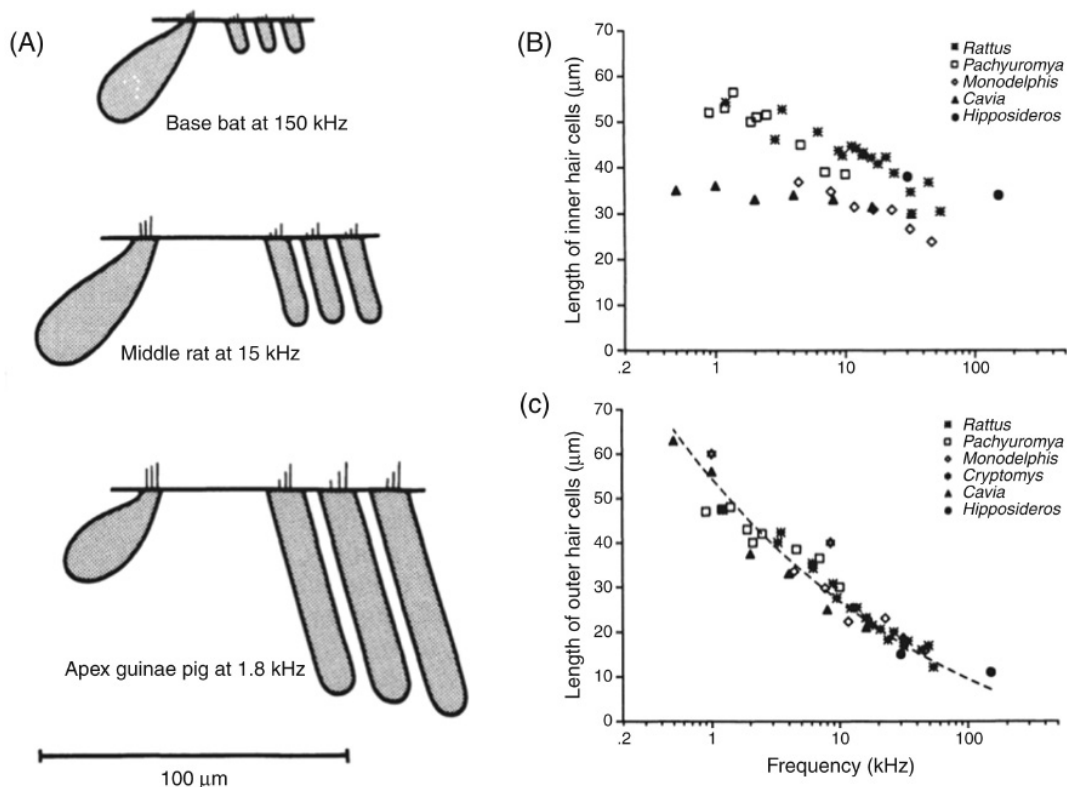 (A)
Base bat at 150 kHz
Middle rat at 15 kHz
Apex guinae pig at 1.8 kHz
100 µm
(B)
Length of inner hair cells (µm)
70
60
50
40
30
20
10
0
.2
1
10
100
Rattus
Pachyuromya
Monodelphis
Cavia
Hipposideros
(c)
Length of outer hair cells (µm)
70
60
50
40
30
20
10
0
.2
1
10
100
Frequency (kHz)
Rattus
Pachyuromya
Monodelphis
Cryptomys
Cavia
Hipposideros